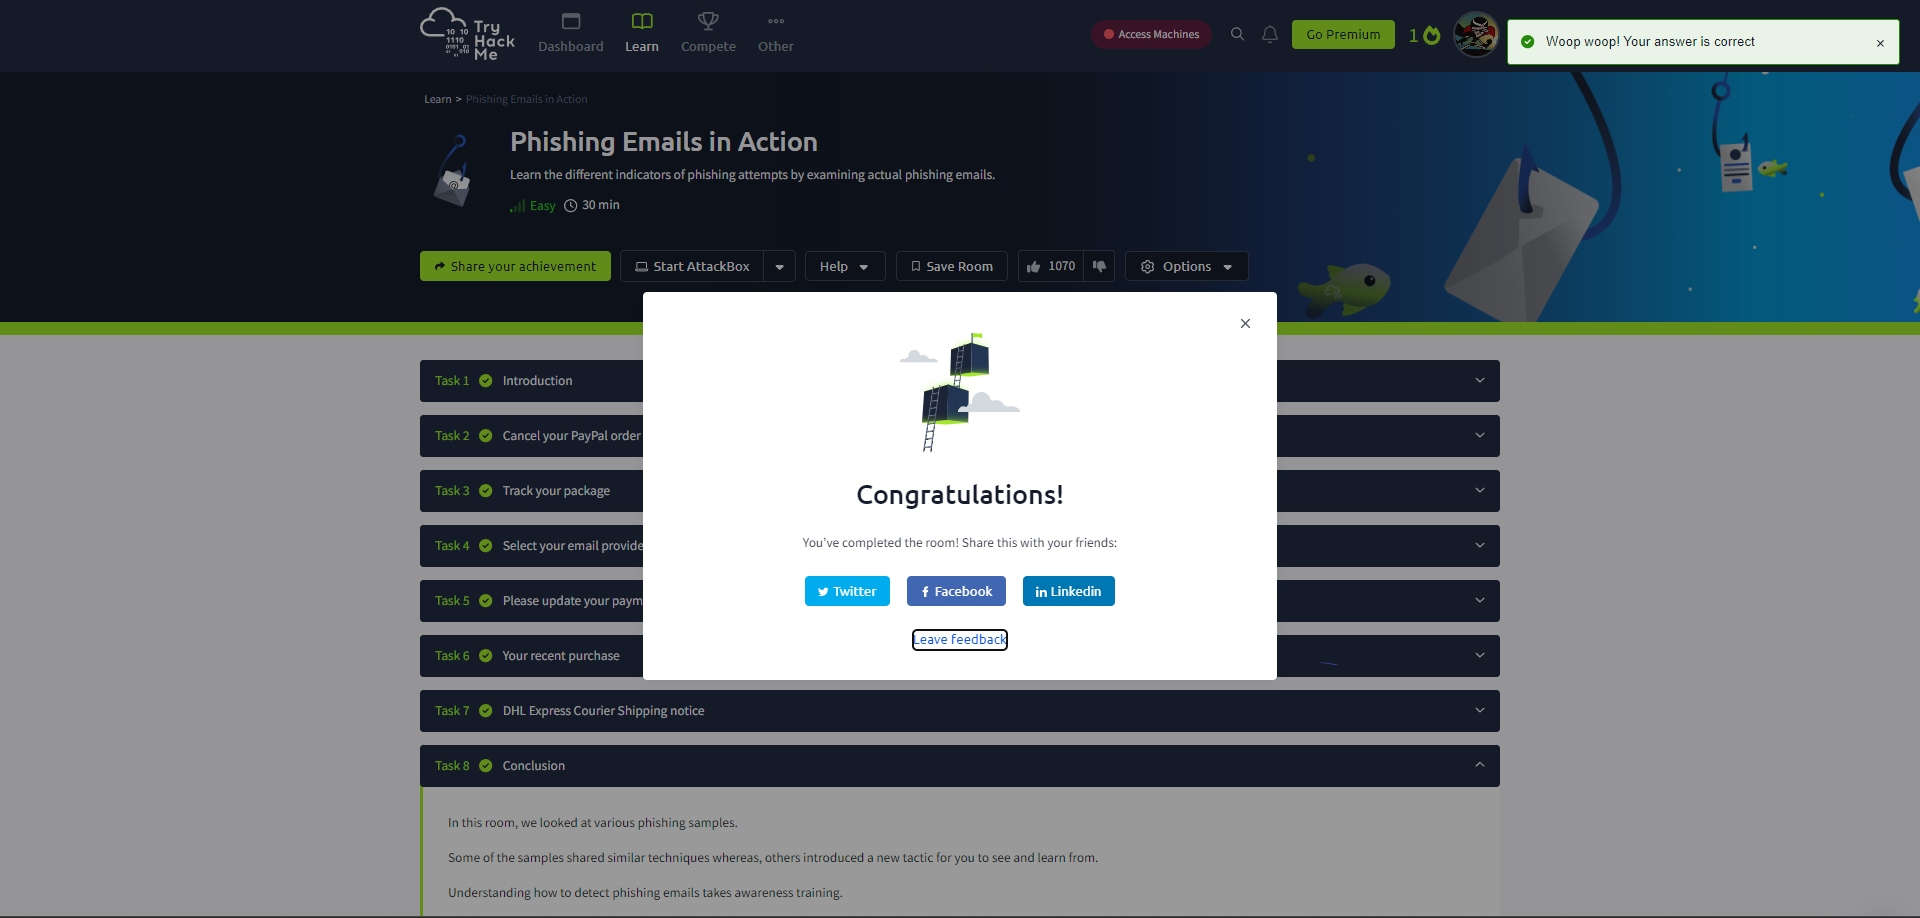 Try
Hack
Me
10 10
1110
0101 01
010
Dashboard
Learn
Compete
Other
Access Machines
Go Premium
1
Woop woop! Your answer is correct
Learn > Phishing Emails in Action
Phishing Emails in Action
Learn the different indicators of phishing attempts by examining actual phishing emails.
Easy 30 min
Share your achievement
Start AttackBox
Help
Save Room
1070
Options
Task 1 Introduction
Task 2 Cancel your PayPal order
Task 3 Track your package
Task 4 Select your email provide
Task 5 Please update your paym
Task 6 Your recent purchase
Task 7 DHL Express Courier Shipping notice
Task 8 Conclusion
Congratulations!
You've completed the room! Share this with your friends:
Twitter
Facebook
Linkedin
Leave feedback
In this room, we looked at various phishing samples.
Some of the samples shared similar techniques whereas, others introduced a new tactic for you to see and learn from.
Understanding how to detect phishing emails takes awareness training.